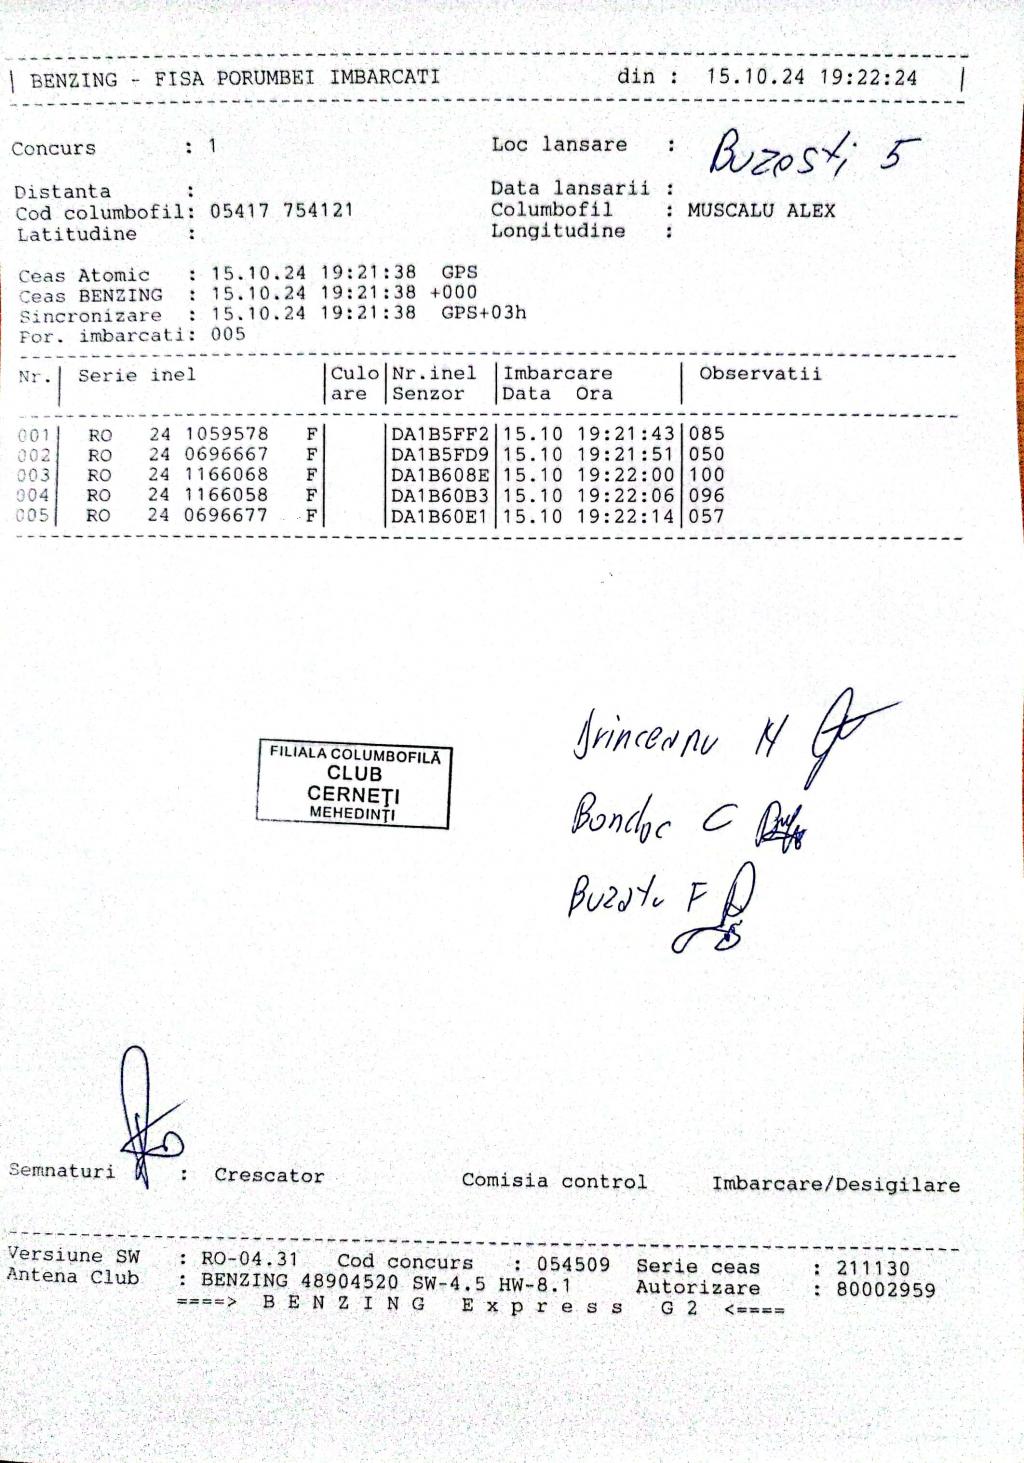 BENZING - FISA PORUMBEI IMBARCATI din : 15.10.24 19:22:24
Concurs : 1 Loc lansare : Buzesti 5
Distanta : Data lansarii :
Cod columbofil: 05417 754121 Columbofil : MUSCALU ALEX
Latitudine : Longitudine :
Ceas Atomic : 15.10.24 19:21:38 GPS
Ceas BENZING : 15.10.24 19:21:38 +000
Sincronizare : 15.10.24 19:21:38 GPS+03h
Por. imbarcati: 005
Nr.| Serie inel |Culo|Nr.inel |Imbarcare | Observatii
| |are |Senzor |Data Ora |
001| RO 24 1059578 F| |DA1B5FF2|15.10 19:21:43|085
002| RO 24 0696667 F| |DA1B5FD9|15.10 19:21:51|050
003| RO 24 1166068 F| |DA1B608E|15.10 19:22:00|100
004| RO 24 1166058 F| |DA1B60B3|15.10 19:22:06|096
005| RO 24 0696677 F| |DA1B60E1|15.10 19:22:14|057
FILIALA COLUMBOFILĂ
CLUB
CERNEȚI
MEHEDINȚI
Brinceanu M
Bondoc C
Buzatu F
Semnaturi : Crescator Comisia control Imbarcare/Desigilare
Versiune SW : RO-04.31 Cod concurs : 054509 Serie ceas : 211130
Antena Club : BENZING 48904520 SW-4.5 HW-8.1 Autorizare : 80002959
====> B E N Z I N G E x p r e s s G 2 <====